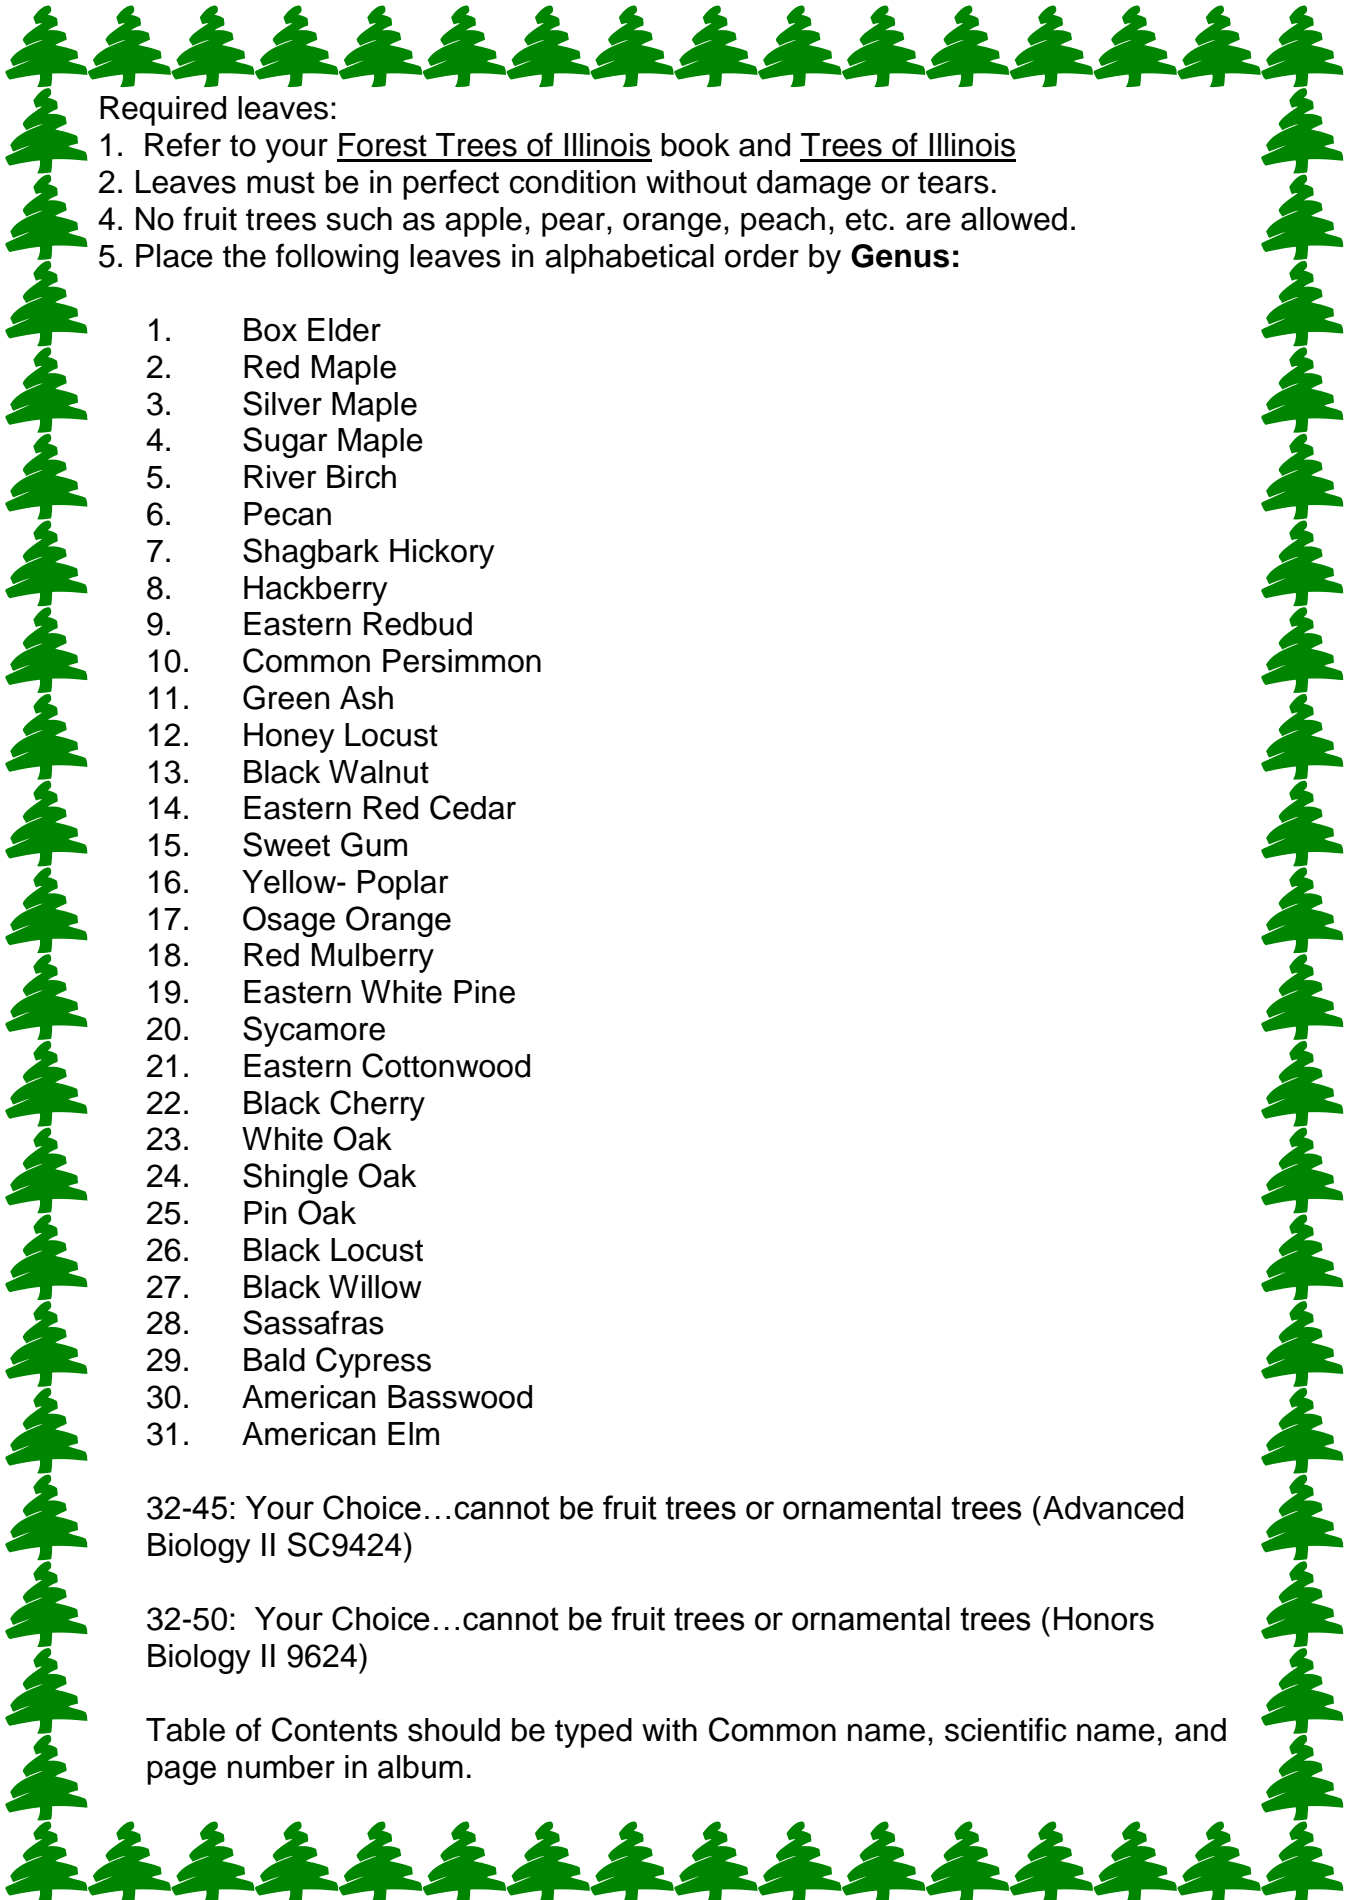 Required leaves:
1.  Refer to your Forest Trees of Illinois book and Trees of Illinois
2. Leaves must be in perfect condition without damage or tears.
4. No fruit trees such as apple, pear, orange, peach, etc. are allowed.
5. Place the following leaves in alphabetical order by Genus:
1. Box Elder
2. Red Maple
3. Silver Maple
4. Sugar Maple
5. River Birch
6. Pecan
7. Shagbark Hickory
8. Hackberry
9. Eastern Redbud
10. Common Persimmon
11. Green Ash
12. Honey Locust
13. Black Walnut
14. Eastern Red Cedar
15. Sweet Gum
16. Yellow- Poplar
17. Osage Orange
18. Red Mulberry
19. Eastern White Pine
20. Sycamore
21. Eastern Cottonwood
22. Black Cherry
23. White Oak
24. Shingle Oak
25. Pin Oak
26. Black Locust
27. Black Willow
28. Sassafras
29. Bald Cypress
30. American Basswood
31. American Elm
32-45: Your Choice…cannot be fruit trees or ornamental trees (Advanced
Biology II SC9424)
32-50:  Your Choice…cannot be fruit trees or ornamental trees (Honors
Biology II 9624)
Table of Contents should be typed with Common name, scientific name, and
page number in album.